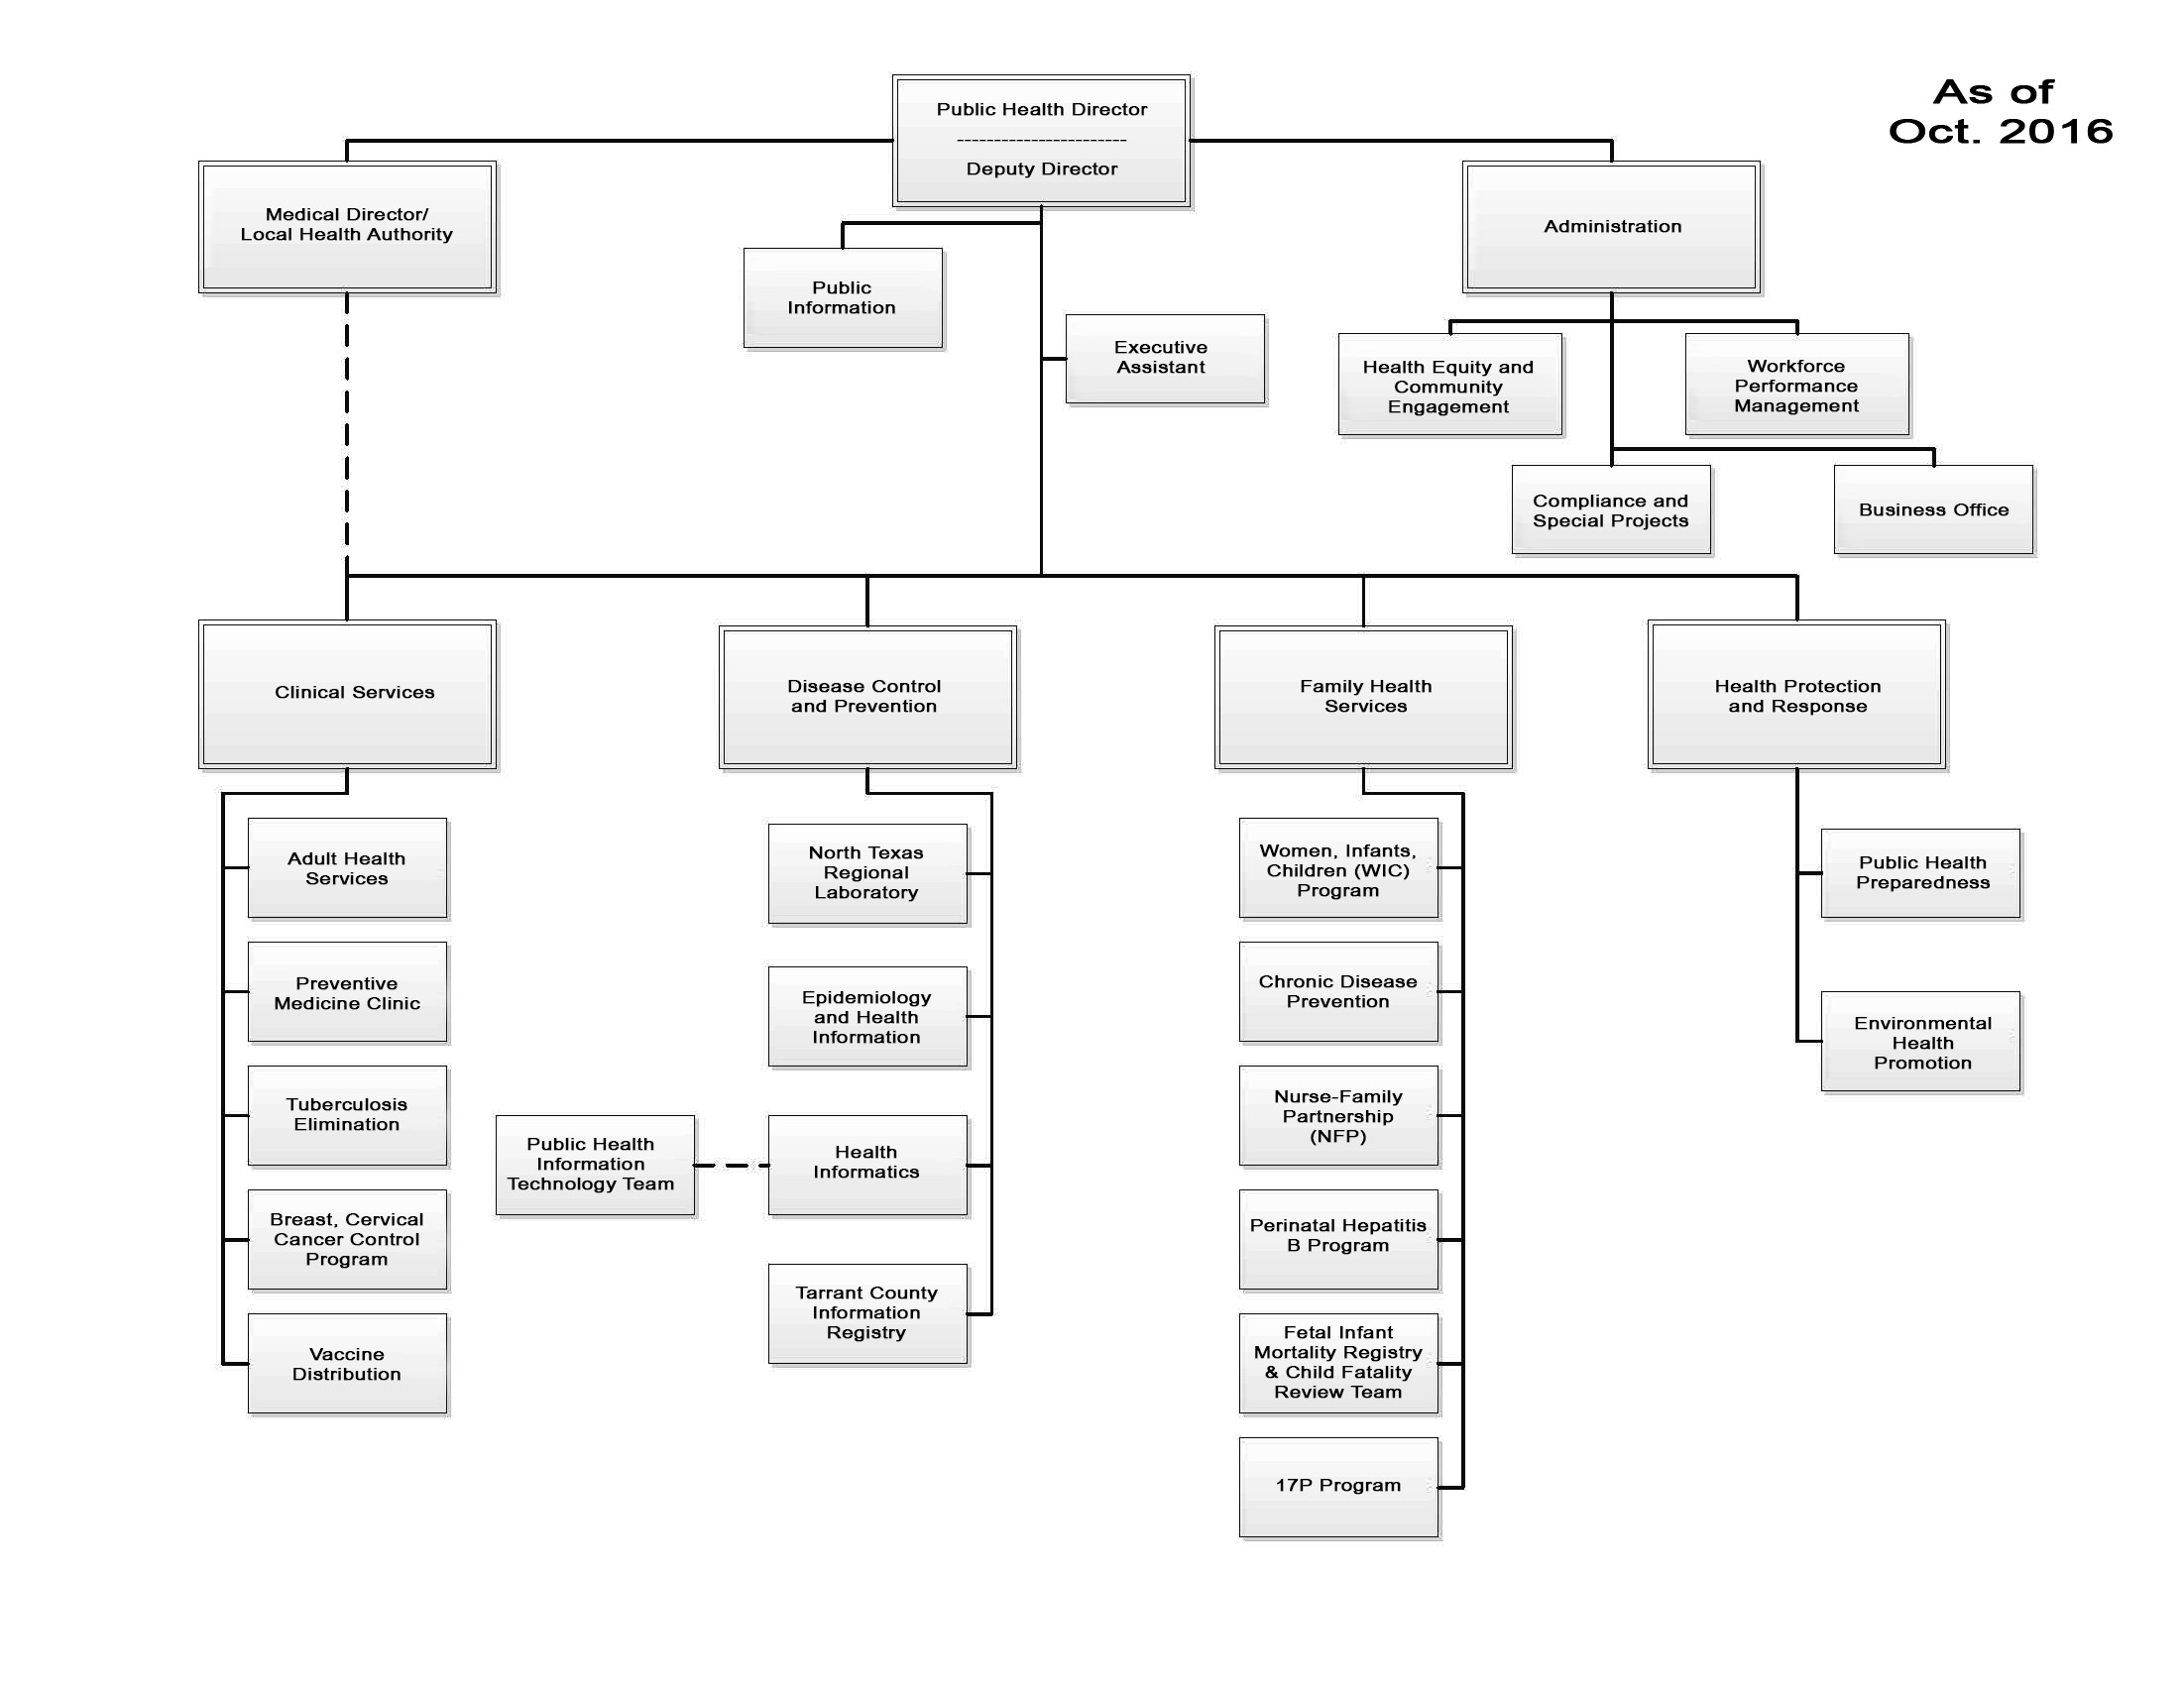 As of
Oct. 2016
Public Health Director
-----------------------
Deputy Director
Medical Director/
Local Health Authority
Administration
Public
Information
Executive
Assistant
Health Equity and
Community
Engagement
Workforce
Performance
Management
Compliance and
Special Projects
Business Office
Clinical Services
Disease Control
and Prevention
Family Health
Services
Health Protection
and Response
Adult Health
Services
Preventive
Medicine Clinic
Tuberculosis
Elimination
Breast, Cervical
Cancer Control
Program
Vaccine
Distribution
North Texas
Regional
Laboratory
Epidemiology
and Health
Information
Public Health
Information
Technology Team
Health
Informatics
Tarrant County
Information
Registry
Women, Infants,
Children (WIC)
Program
Chronic Disease
Prevention
Nurse-Family
Partnership
(NFP)
Perinatal Hepatitis
B Program
Fetal Infant
Mortality Registry
& Child Fatality
Review Team
17P Program
Public Health
Preparedness
Environmental
Health
Promotion